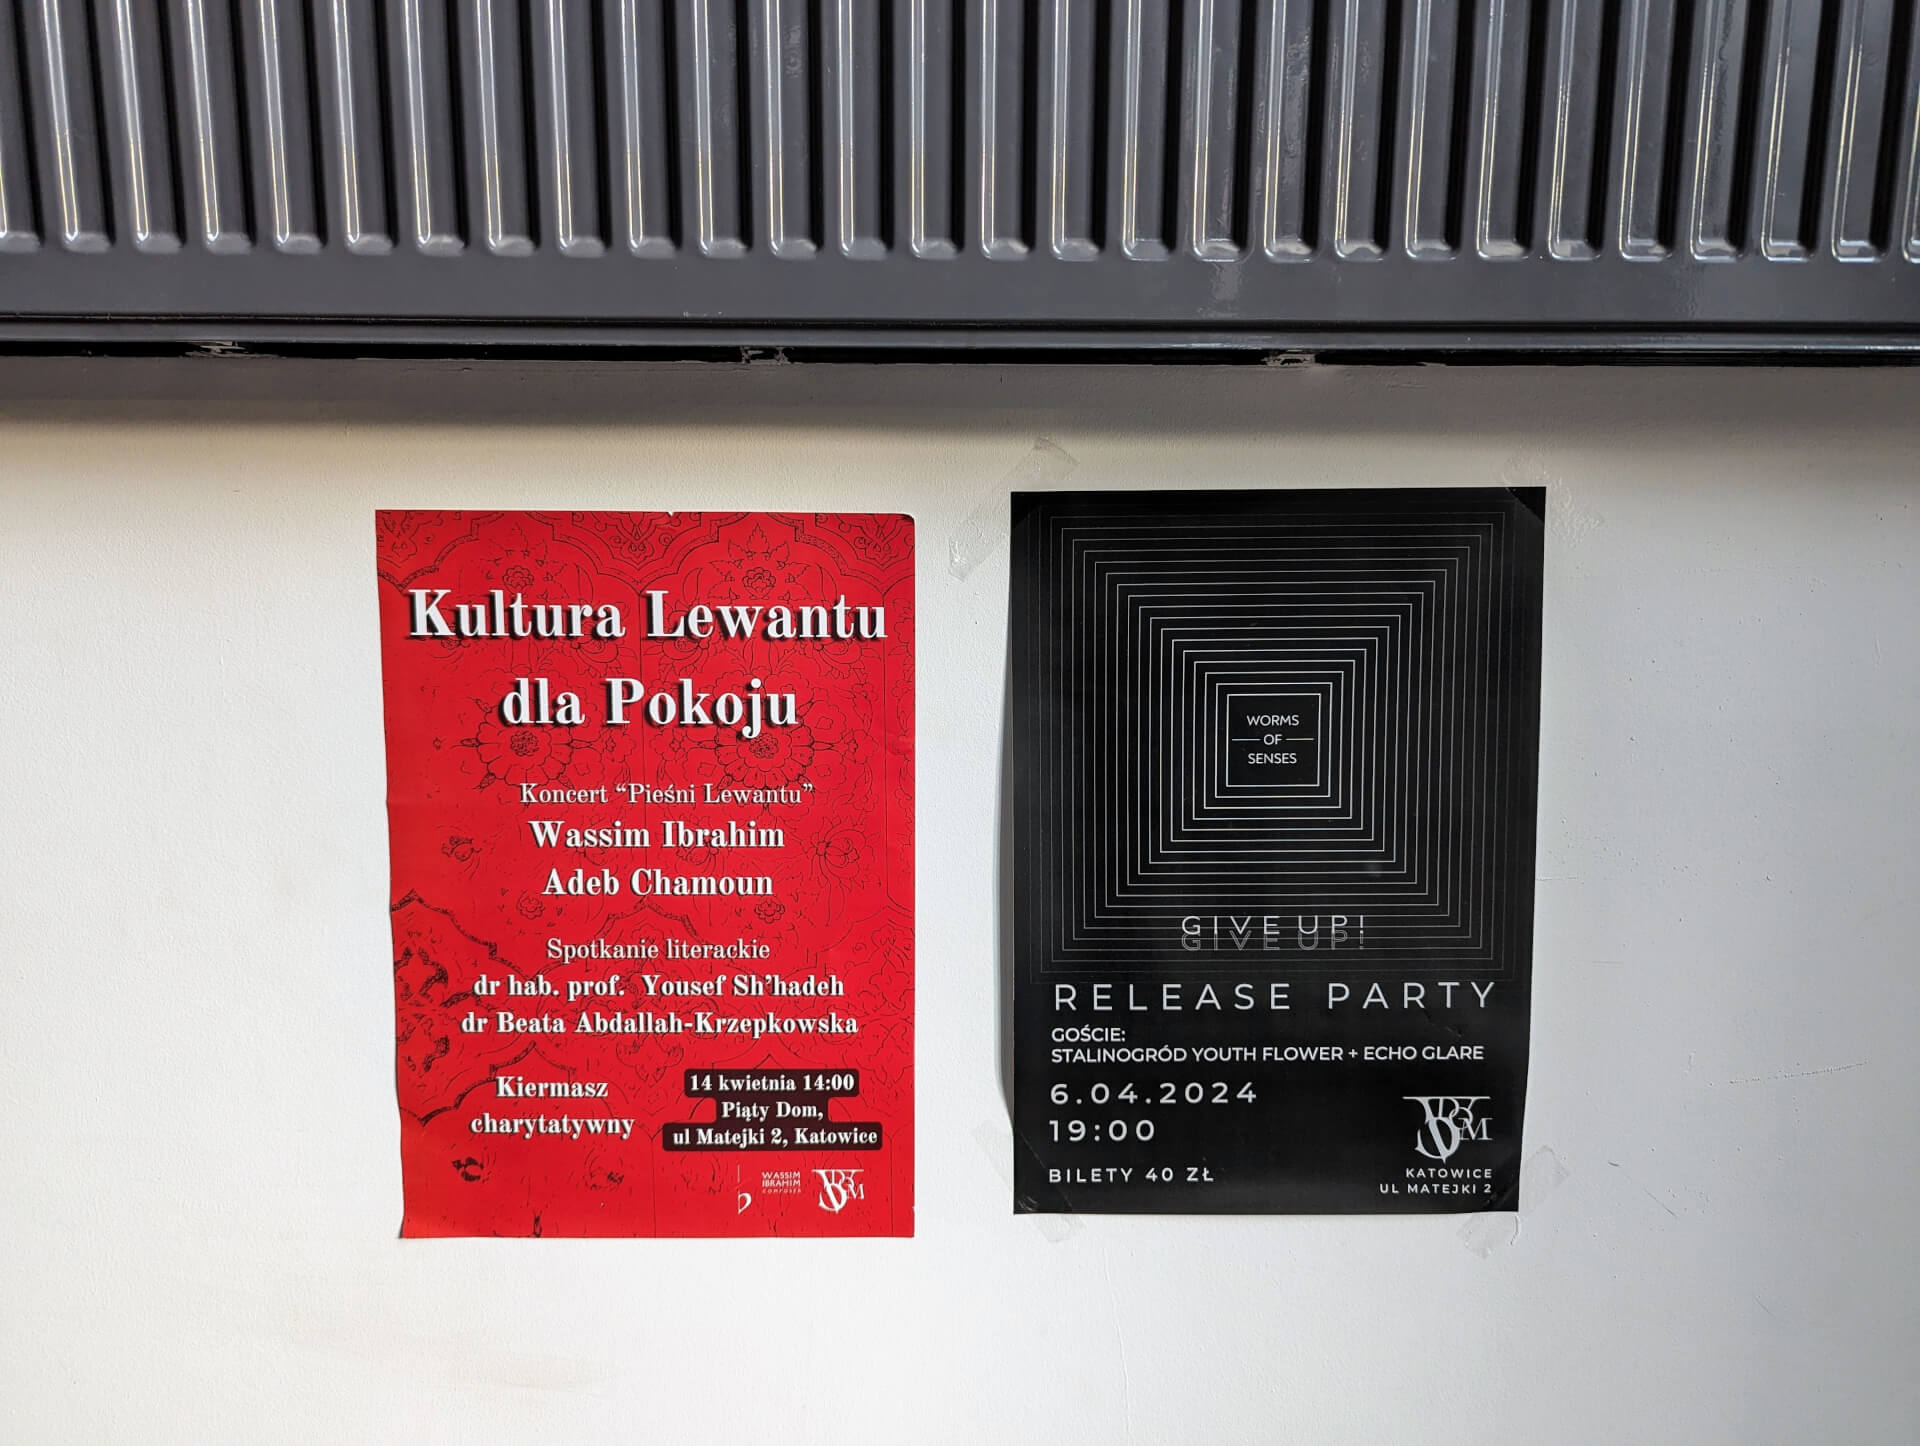 Kultura Lewantu
dla Pokoju
Koncert “Pieśni Lewantu”
Wassim Ibrahim
Adeb Chamoun
Spotkanie literackie
dr hab. prof. Yousef Sh’hadeh
dr Beata Abdallah-Krzepkowska
Kiermasz
charytatywny
14 kwietnia 14:00
Piąty Dom,
ul Matejki 2, Katowice
WASSIM
IBRAHIM
COMPOSER
WORMS
OF
SENSES
GIVE UP!
GIVE UP!
RELEASE PARTY
GOŚCIE:
STALINOGRÓD YOUTH FLOWER + ECHO GLARE
6.04.2024
19:00
BILETY 40 ZŁ
KATOWICE
UL MATEJKI 2